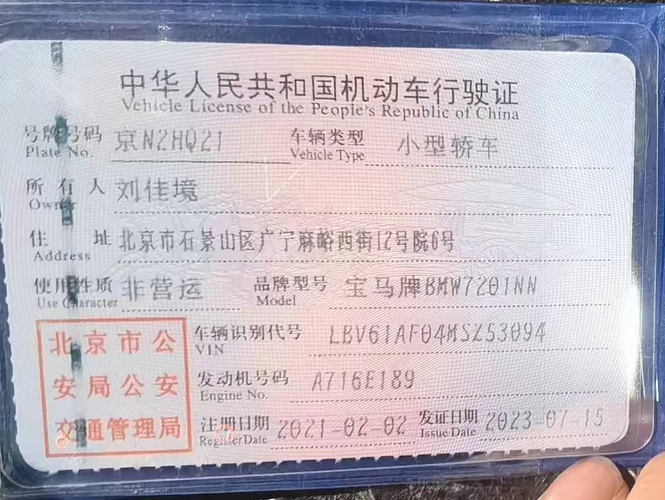 中华人民共和国机动车行驶证
Vehicle License of the People's Republic of China
号牌号码 京N2HQ21 车辆类型 小型轿车
Plate No. Vehicle Type
所有人 刘佳境
Owner
住址 北京市石景山区广宁麻峪西街12号院6号
Address
使用性质 非营运 品牌型号 宝马牌BMW7201NN
Use Character Model
北京市公安局公安交通管理局
车辆识别代号 LBV61AF04MSZ53094
VIN
发动机号码 A716E189
Engine No.
注册日期 2021-02-02 发证日期 2023-07-15
Register Date Issue Date